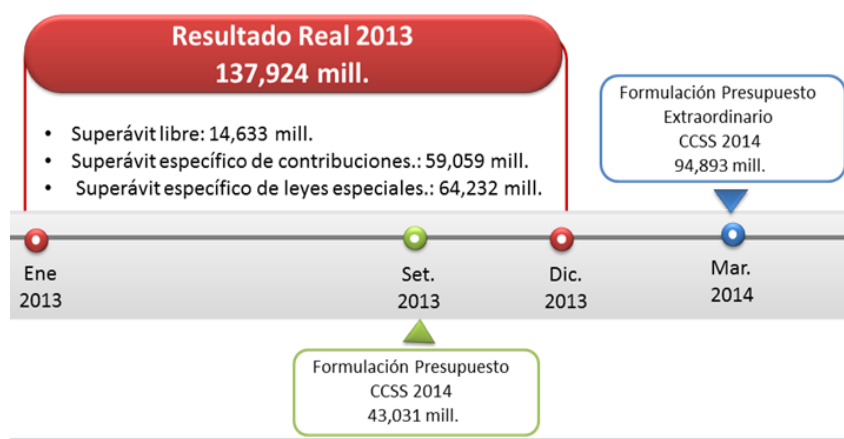 Resultado Real 2013
137,924 mill.
• Superávit libre: 14,633 mill.
• Superávit específico de contribuciones.: 59,059 mill.
• Superávit específico de leyes especiales.: 64,232 mill.
Formulación Presupuesto
Extraordinario
CCSS 2014
94,893 mill.
Ene
2013
Set.
2013
Dic.
2013
Mar.
2014
Formulación Presupuesto
CCSS 2014
43,031 mill.